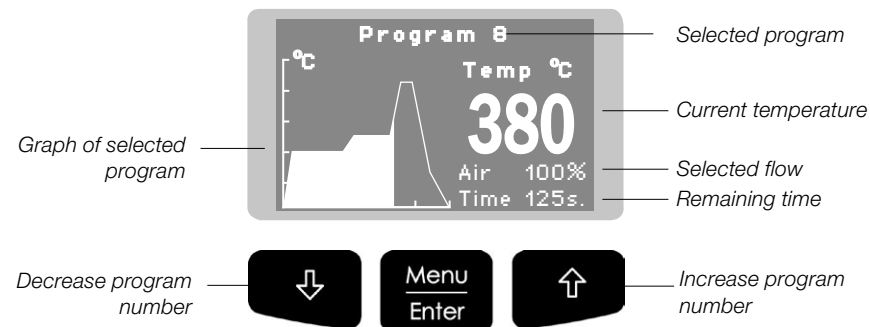 Program 8
Selected program
°C
Temp °C
380
Current temperature
Graph of selected
program
Air 100%
Selected flow
Time 125s.
Remaining time
Decrease program
number
Menu
Enter
Increase program
number